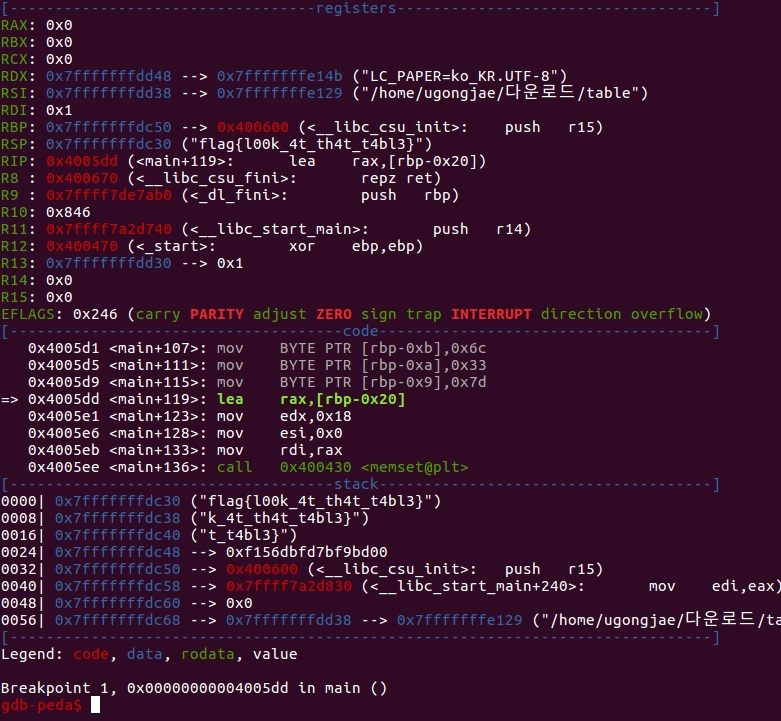 [----------------------------------registers-----------------------------------]
RAX: 0x0
RBX: 0x0
RCX: 0x0
RDX: 0x7fffffffdd48 --> 0x7fffffffe14b ("LC_PAPER=ko_KR.UTF-8")
RSI: 0x7fffffffdd38 --> 0x7fffffffe129 ("/home/ugongjae/다운로드/table")
RDI: 0x1
RBP: 0x7fffffffdc50 --> 0x400600 (<__libc_csu_init>: push r15)
RSP: 0x7fffffffdc30 ("flag{l00k_4t_th4t_t4bl3}")
RIP: 0x4005dd (<main+119>: lea rax,[rbp-0x20])
R8 : 0x400670 (<__libc_csu_fini>: repz ret)
R9 : 0x7ffff7de7ab0 (<_dl_fini>: push rbp)
R10: 0x846
R11: 0x7ffff7a2d740 (<__libc_start_main>: push r14)
R12: 0x400470 (<_start>: xor ebp,ebp)
R13: 0x7fffffffdd30 --> 0x1
R14: 0x0
R15: 0x0
EFLAGS: 0x246 (carry PARITY adjust ZERO sign trap INTERRUPT direction overflow)
[-------------------------------------code-------------------------------------]
0x4005d1 <main+107>: mov BYTE PTR [rbp-0xb],0x6c
0x4005d5 <main+111>: mov BYTE PTR [rbp-0xa],0x33
0x4005d9 <main+115>: mov BYTE PTR [rbp-0x9],0x7d
=> 0x4005dd <main+119>: lea rax,[rbp-0x20]
0x4005e1 <main+123>: mov edx,0x18
0x4005e6 <main+128>: mov esi,0x0
0x4005eb <main+133>: mov rdi,rax
0x4005ee <main+136>: call 0x400430 <memset@plt>
[------------------------------------stack-------------------------------------]
0000| 0x7fffffffdc30 ("flag{l00k_4t_th4t_t4bl3}")
0008| 0x7fffffffdc38 ("k_4t_th4t_t4bl3}")
0016| 0x7fffffffdc40 ("t_t4bl3}")
0024| 0x7fffffffdc48 --> 0xf156dbfd7bf9bd00
0032| 0x7fffffffdc50 --> 0x400600 (<__libc_csu_init>: push r15)
0040| 0x7fffffffdc58 --> 0x7ffff7a2d830 (<__libc_start_main+240>: mov edi,eax)
0048| 0x7fffffffdc60 --> 0x0
0056| 0x7fffffffdc68 --> 0x7fffffffdd38 --> 0x7fffffffe129 ("/home/ugongjae/다운로드/ta
[------------------------------------------------------------------------------]
Legend: code, data, rodata, value

Breakpoint 1, 0x00000000004005dd in main ()
gdb-peda$